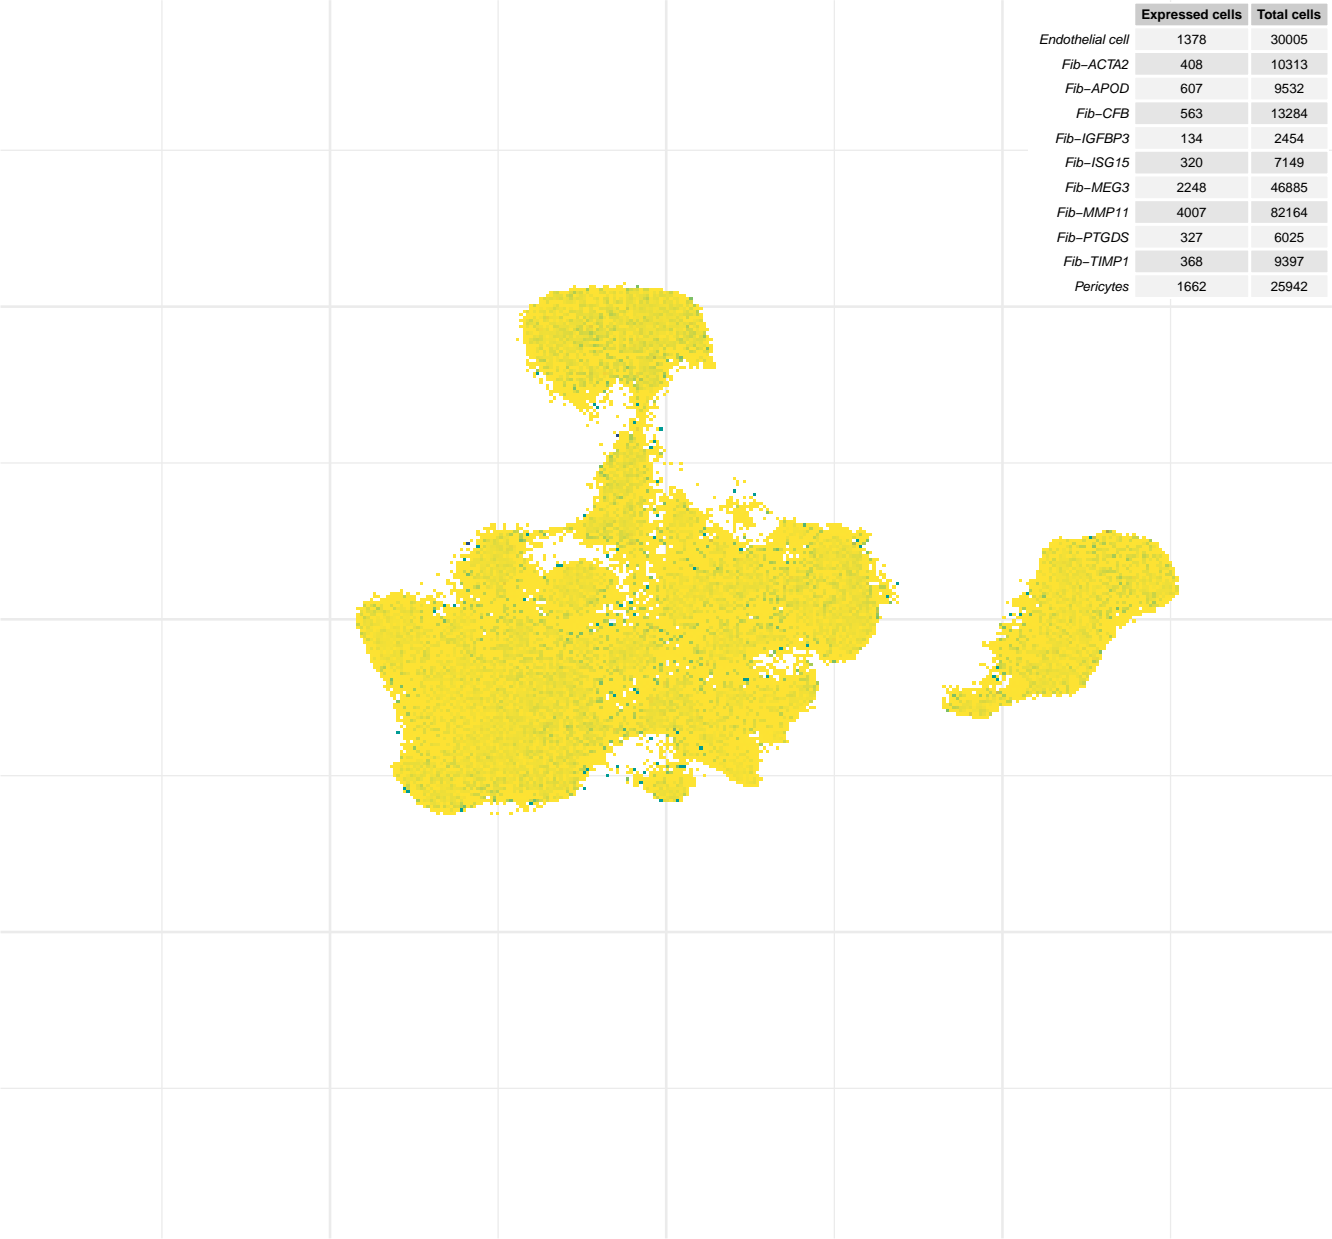 Expressed cells Total cells
Endothelial cell 1378 30005
Fib−ACTA2 408 10313
Fib−APOD 607 9532
Fib−CFB 563 13284
Fib−IGFBP3 134 2454
Fib−ISG15 320 7149
Fib−MEG3 2248 46885
Fib−MMP11 4007 82164
Fib−PTGDS 327 6025
Fib−TIMP1 368 9397
Pericytes 1662 25942